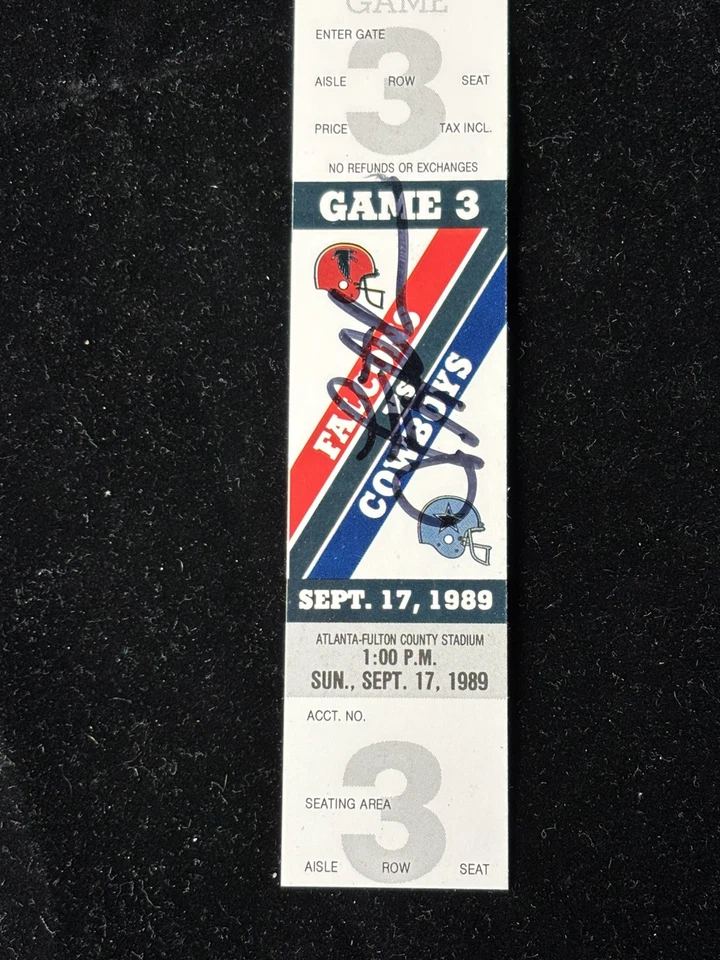 GAME
ENTER GATE
3
AISLE ROW SEAT
PRICE TAX INCL.
NO REFUNDS OR EXCHANGES
GAME 3
FALCONS
VS
COWBOYS
SEPT. 17, 1989
ATLANTA-FULTON COUNTY STADIUM
1:00 P.M.
SUN., SEPT. 17, 1989
ACCT. NO.
3
SEATING AREA
AISLE ROW SEAT